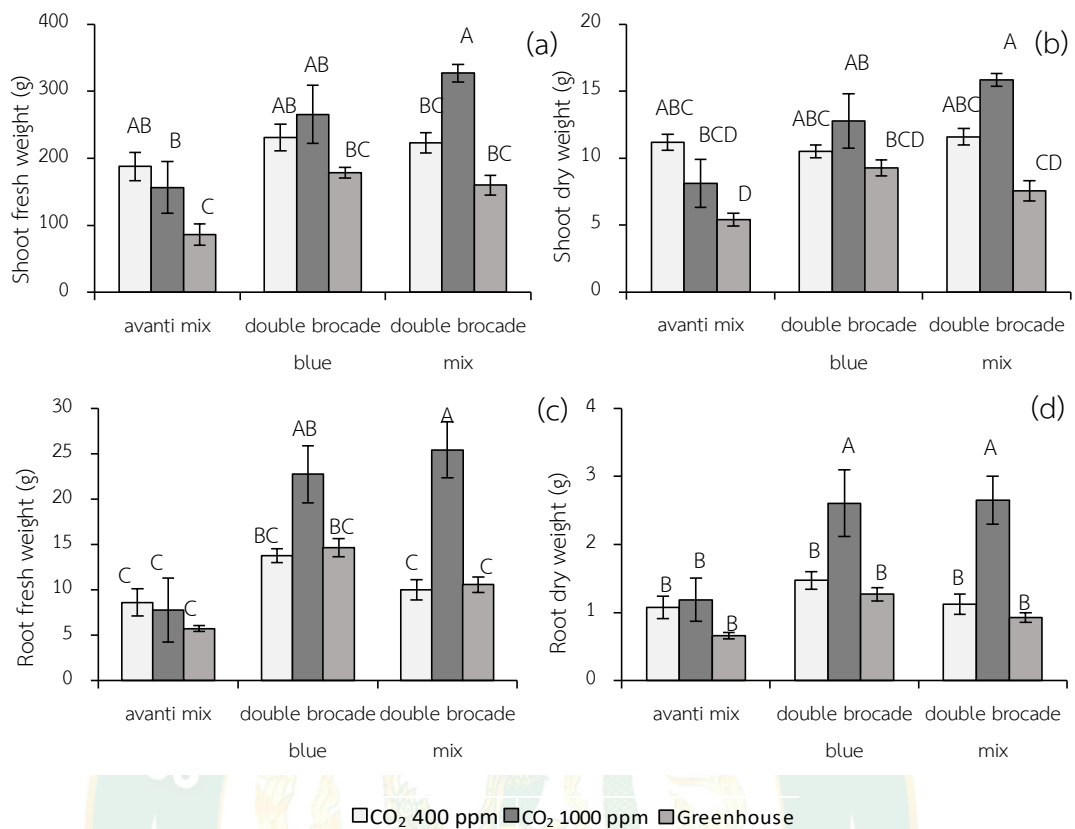 400
300
200
100
0
Shoot fresh weight (g)
(a)
AB
B
C
AB
AB
BC
BC
A
BC
avanti mix
double brocade
blue
double brocade
mix
20
15
10
5
0
Shoot dry weight (g)
(b)
ABC
BCD
D
ABC
AB
BCD
ABC
A
CD
avanti mix
double brocade
blue
double brocade
mix
30
25
20
15
10
5
0
Root fresh weight (g)
(c)
C
C
C
BC
AB
BC
C
A
C
avanti mix
double brocade
blue
double brocade
mix
4
3
2
1
0
Root dry weight (g)
(d)
B
B
B
B
A
B
B
A
B
avanti mix
double brocade
blue
double brocade
mix
CO₂ 400 ppm CO₂ 1000 ppm Greenhouse